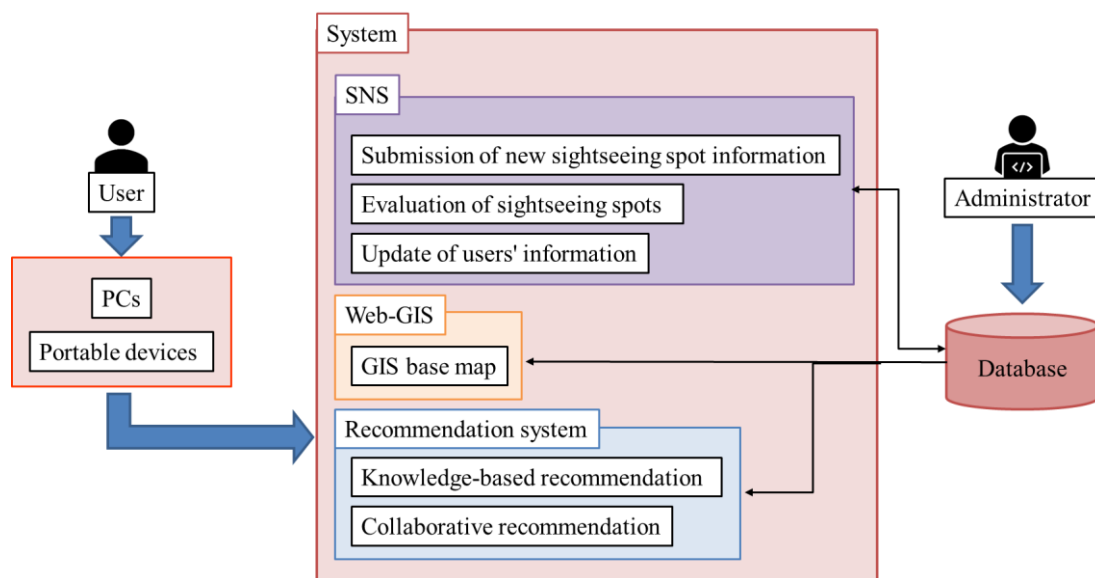 System
SNS
Submission of new sightseeing spot information
Evaluation of sightseeing spots
Update of users' information
User
Administrator
PCs
Portable devices
Web-GIS
GIS base map
Database
Recommendation system
Knowledge-based recommendation
Collaborative recommendation